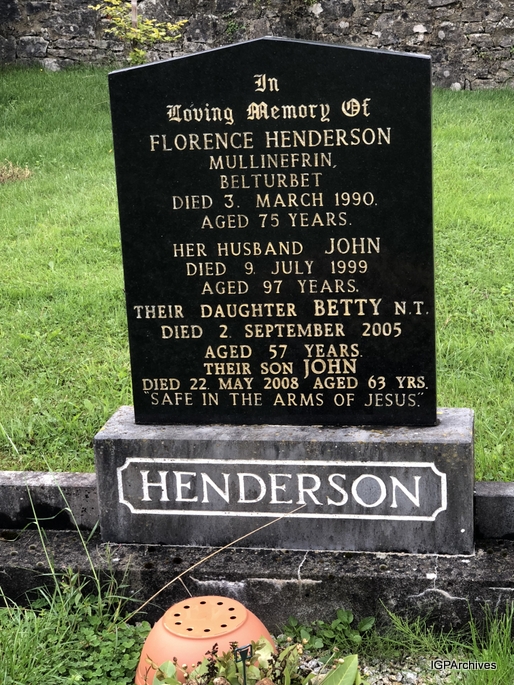 In
Loving Memory Of
FLORENCE HENDERSON
MULLINEFRIN,
BELTURBET
DIED 3. MARCH 1990.
AGED 75 YEARS.
HER HUSBAND JOHN
DIED 9. JULY 1999
AGED 97 YEARS.
THEIR DAUGHTER BETTY N.T.
DIED 2. SEPTEMBER 2005
AGED 57 YEARS.
THEIR SON JOHN
DIED 22. MAY 2008 AGED 63 YRS.
"SAFE IN THE ARMS OF JESUS."
HENDERSON
IGPArchives